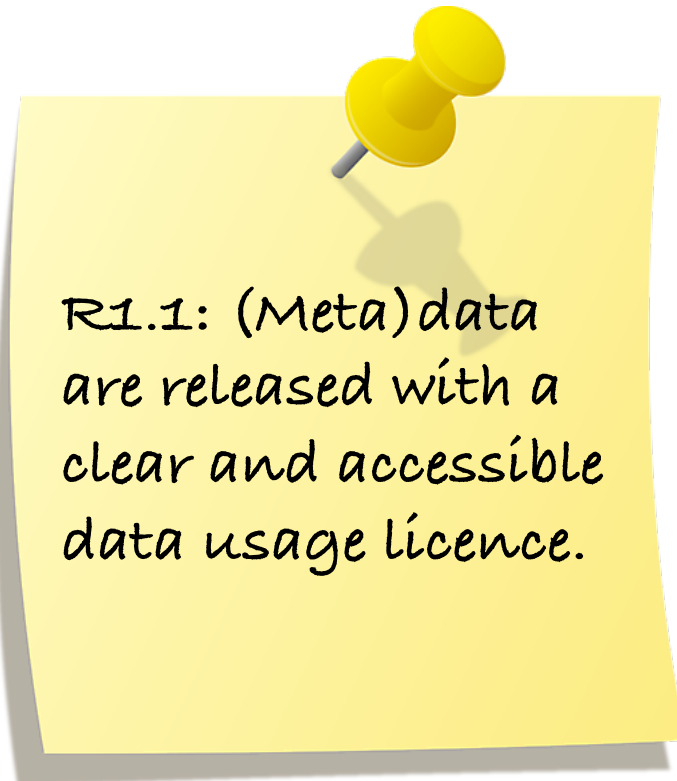 R1.1: (Meta)data
are released with a
clear and accessible
data usage licence.